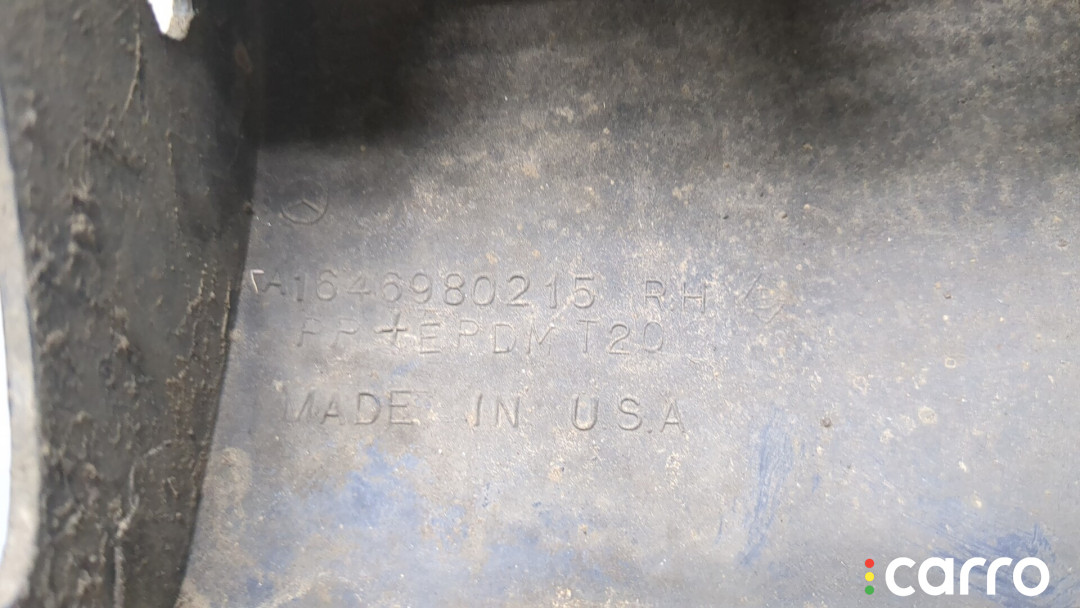 A1646980215 RH
PP+EPDM T20
MADE IN U.S.A
carro